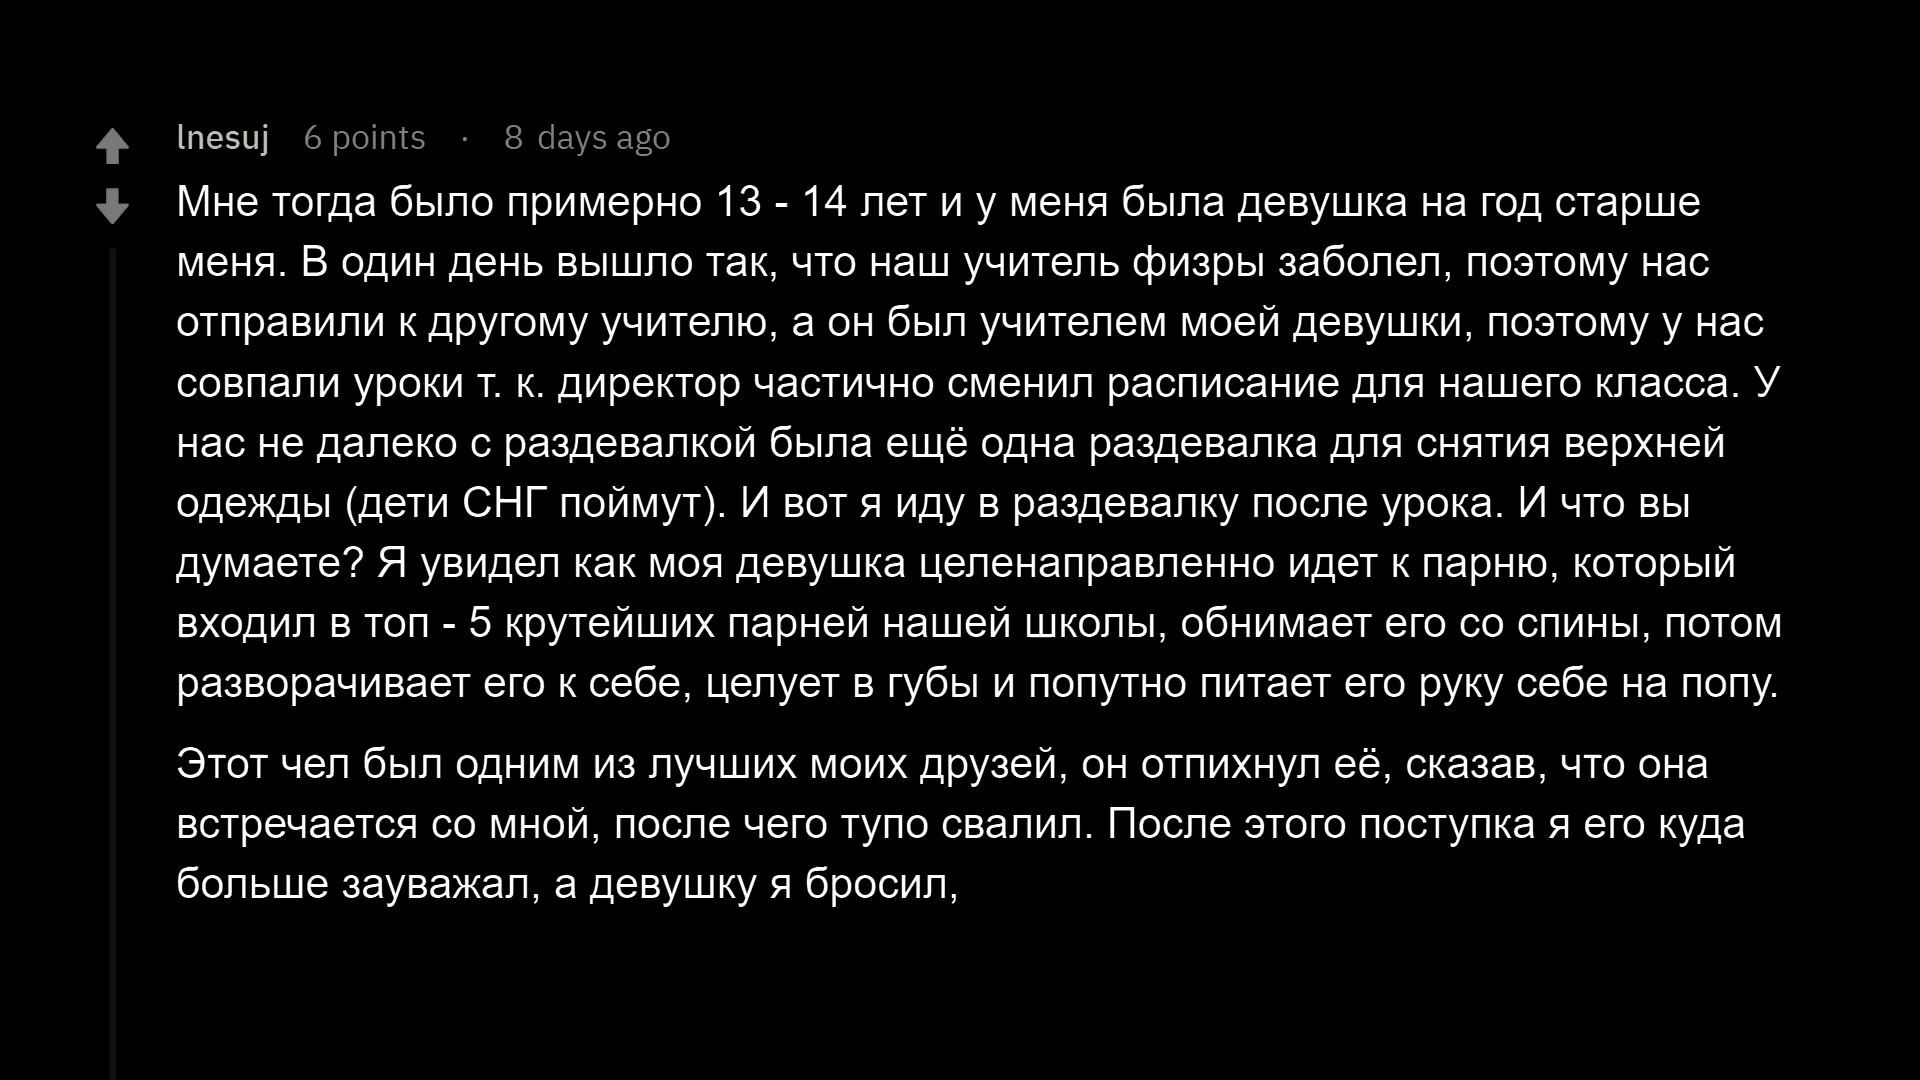 lnesuj 6 points · 8 days ago
Мне тогда было примерно 13 - 14 лет и у меня была девушка на год старше
меня. В один день вышло так, что наш учитель физры заболел, поэтому нас
отправили к другому учителю, а он был учителем моей девушки, поэтому у нас
совпали уроки т. к. директор частично сменил расписание для нашего класса. У
нас не далеко с раздевалкой была ещё одна раздевалка для снятия верхней
одежды (дети СНГ поймут). И вот я иду в раздевалку после урока. И что вы
думаете? Я увидел как моя девушка целенаправленно идет к парню, который
входил в топ - 5 крутейших парней нашей школы, обнимает его со спины, потом
разворачивает его к себе, целует в губы и попутно питает его руку себе на попу.
Этот чел был одним из лучших моих друзей, он отпихнул её, сказав, что она
встречается со мной, после чего тупо свалил. После этого поступка я его куда
больше зауважал, а девушку я бросил,